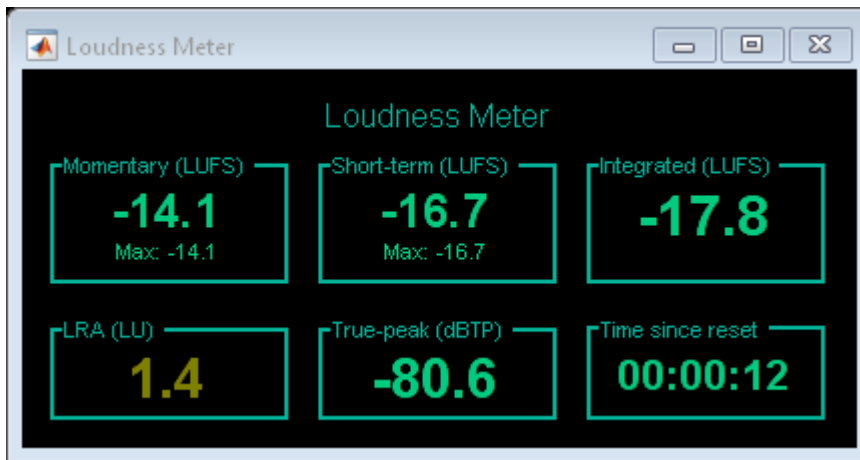 Loudness Meter
Loudness Meter
Momentary (LUFS)
-14.1
Max: -14.1
Short-term (LUFS)
-16.7
Max: -16.7
Integrated (LUFS)
-17.8
LRA (LU)
1.4
True-peak (dBTP)
-80.6
Time since reset
00:00:12